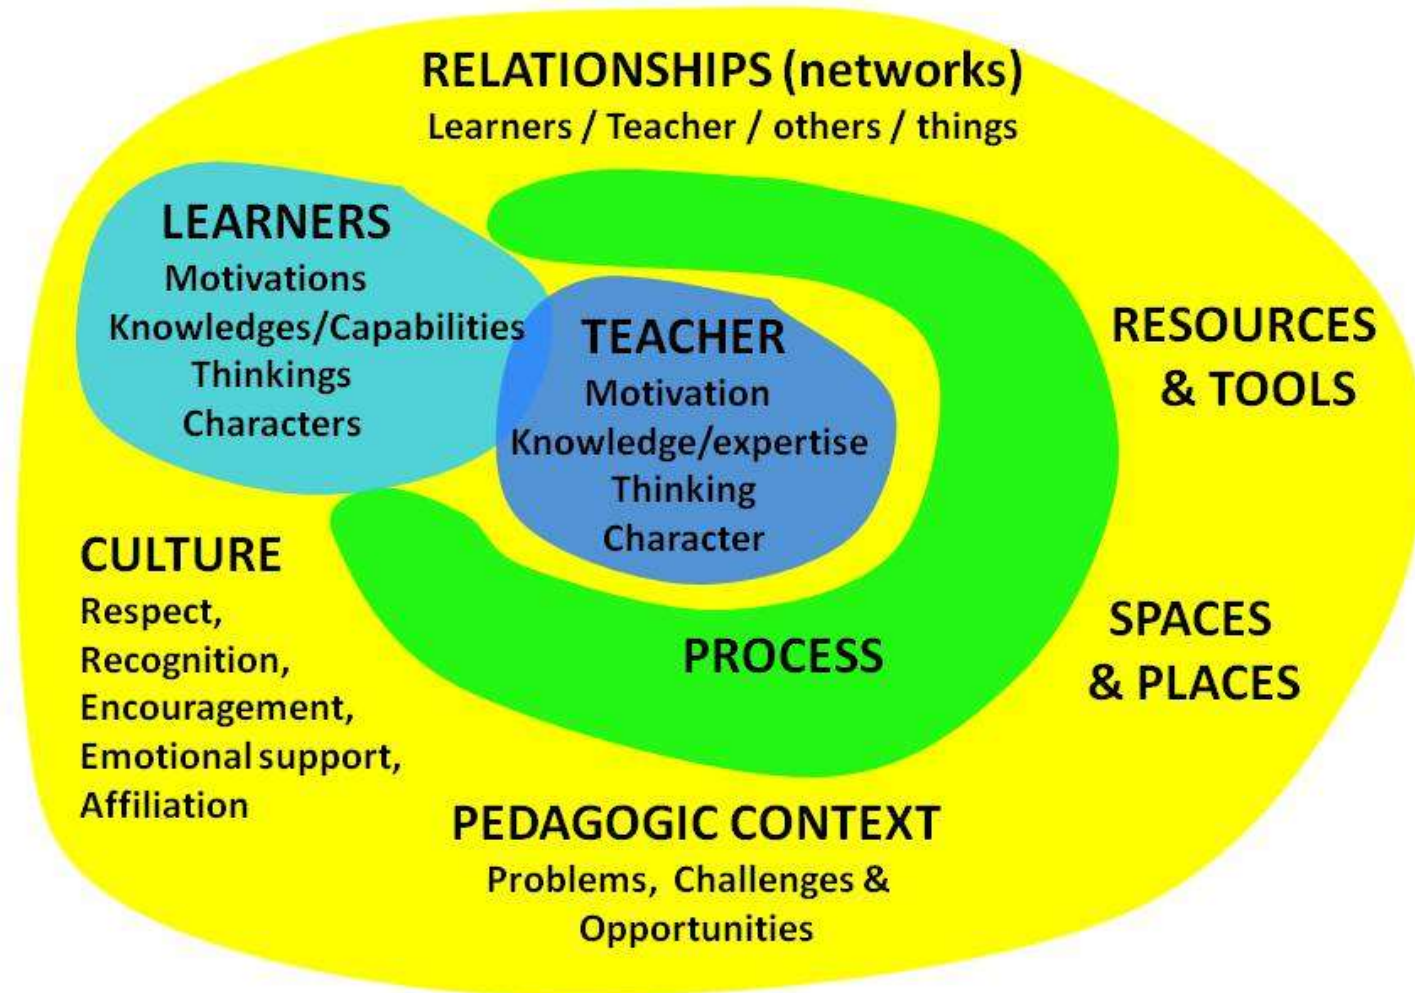 RELATIONSHIPS (networks)
Learners / Teacher / others / things
LEARNERS
Motivations
Knowledges/Capabilities
Thinkings
Characters
TEACHER
Motivation
Knowledge/expertise
Thinking
Character
RESOURCES
& TOOLS
CULTURE
Respect,
Recognition,
Encouragement,
Emotional support,
Affiliation
PROCESS
SPACES
& PLACES
PEDAGOGIC CONTEXT
Problems, Challenges &
Opportunities